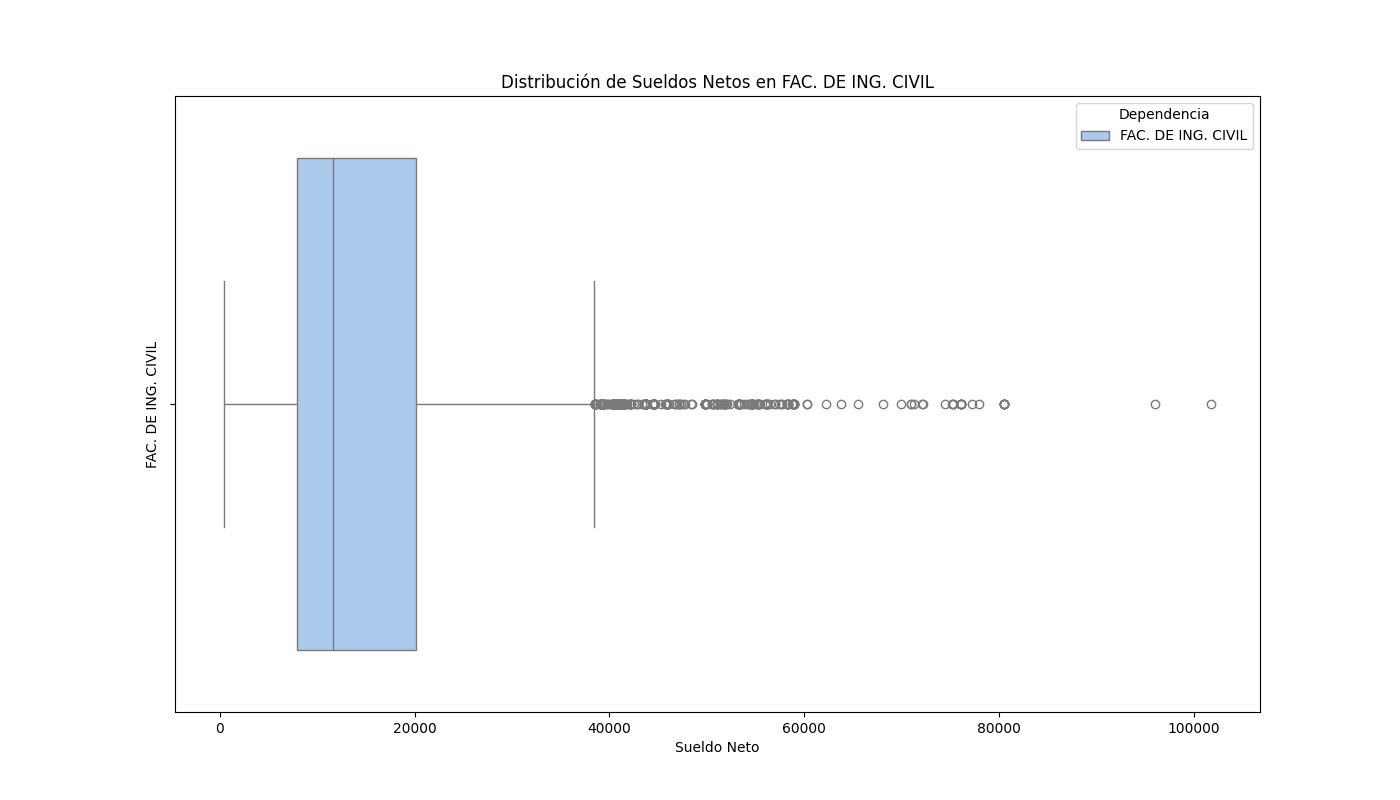 Distribución de Sueldos Netos en FAC. DE ING. CIVIL
Dependencia
FAC. DE ING. CIVIL
FAC. DE ING. CIVIL
0
20000
40000
60000
80000
100000
Sueldo Neto